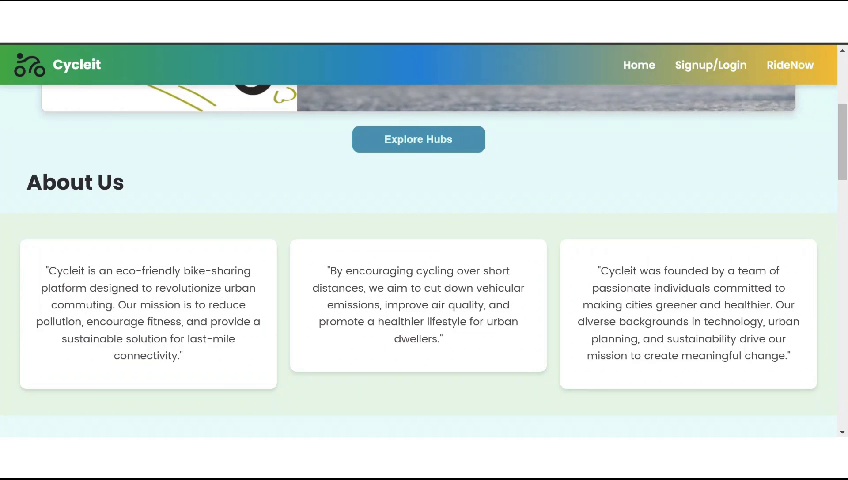 Cycleit
Home Signup/Login RideNow
Explore Hubs
About Us
"Cycleit is an eco-friendly bike-sharing
platform designed to revolutionize urban
commuting. Our mission is to reduce
pollution, encourage fitness, and provide a
sustainable solution for last-mile
connectivity."
"By encouraging cycling over short
distances, we aim to cut down vehicular
emissions, improve air quality, and
promote a healthier lifestyle for urban
dwellers."
"Cycleit was founded by a team of
passionate individuals committed to
making cities greener and healthier. Our
diverse backgrounds in technology, urban
planning, and sustainability drive our
mission to create meaningful change."